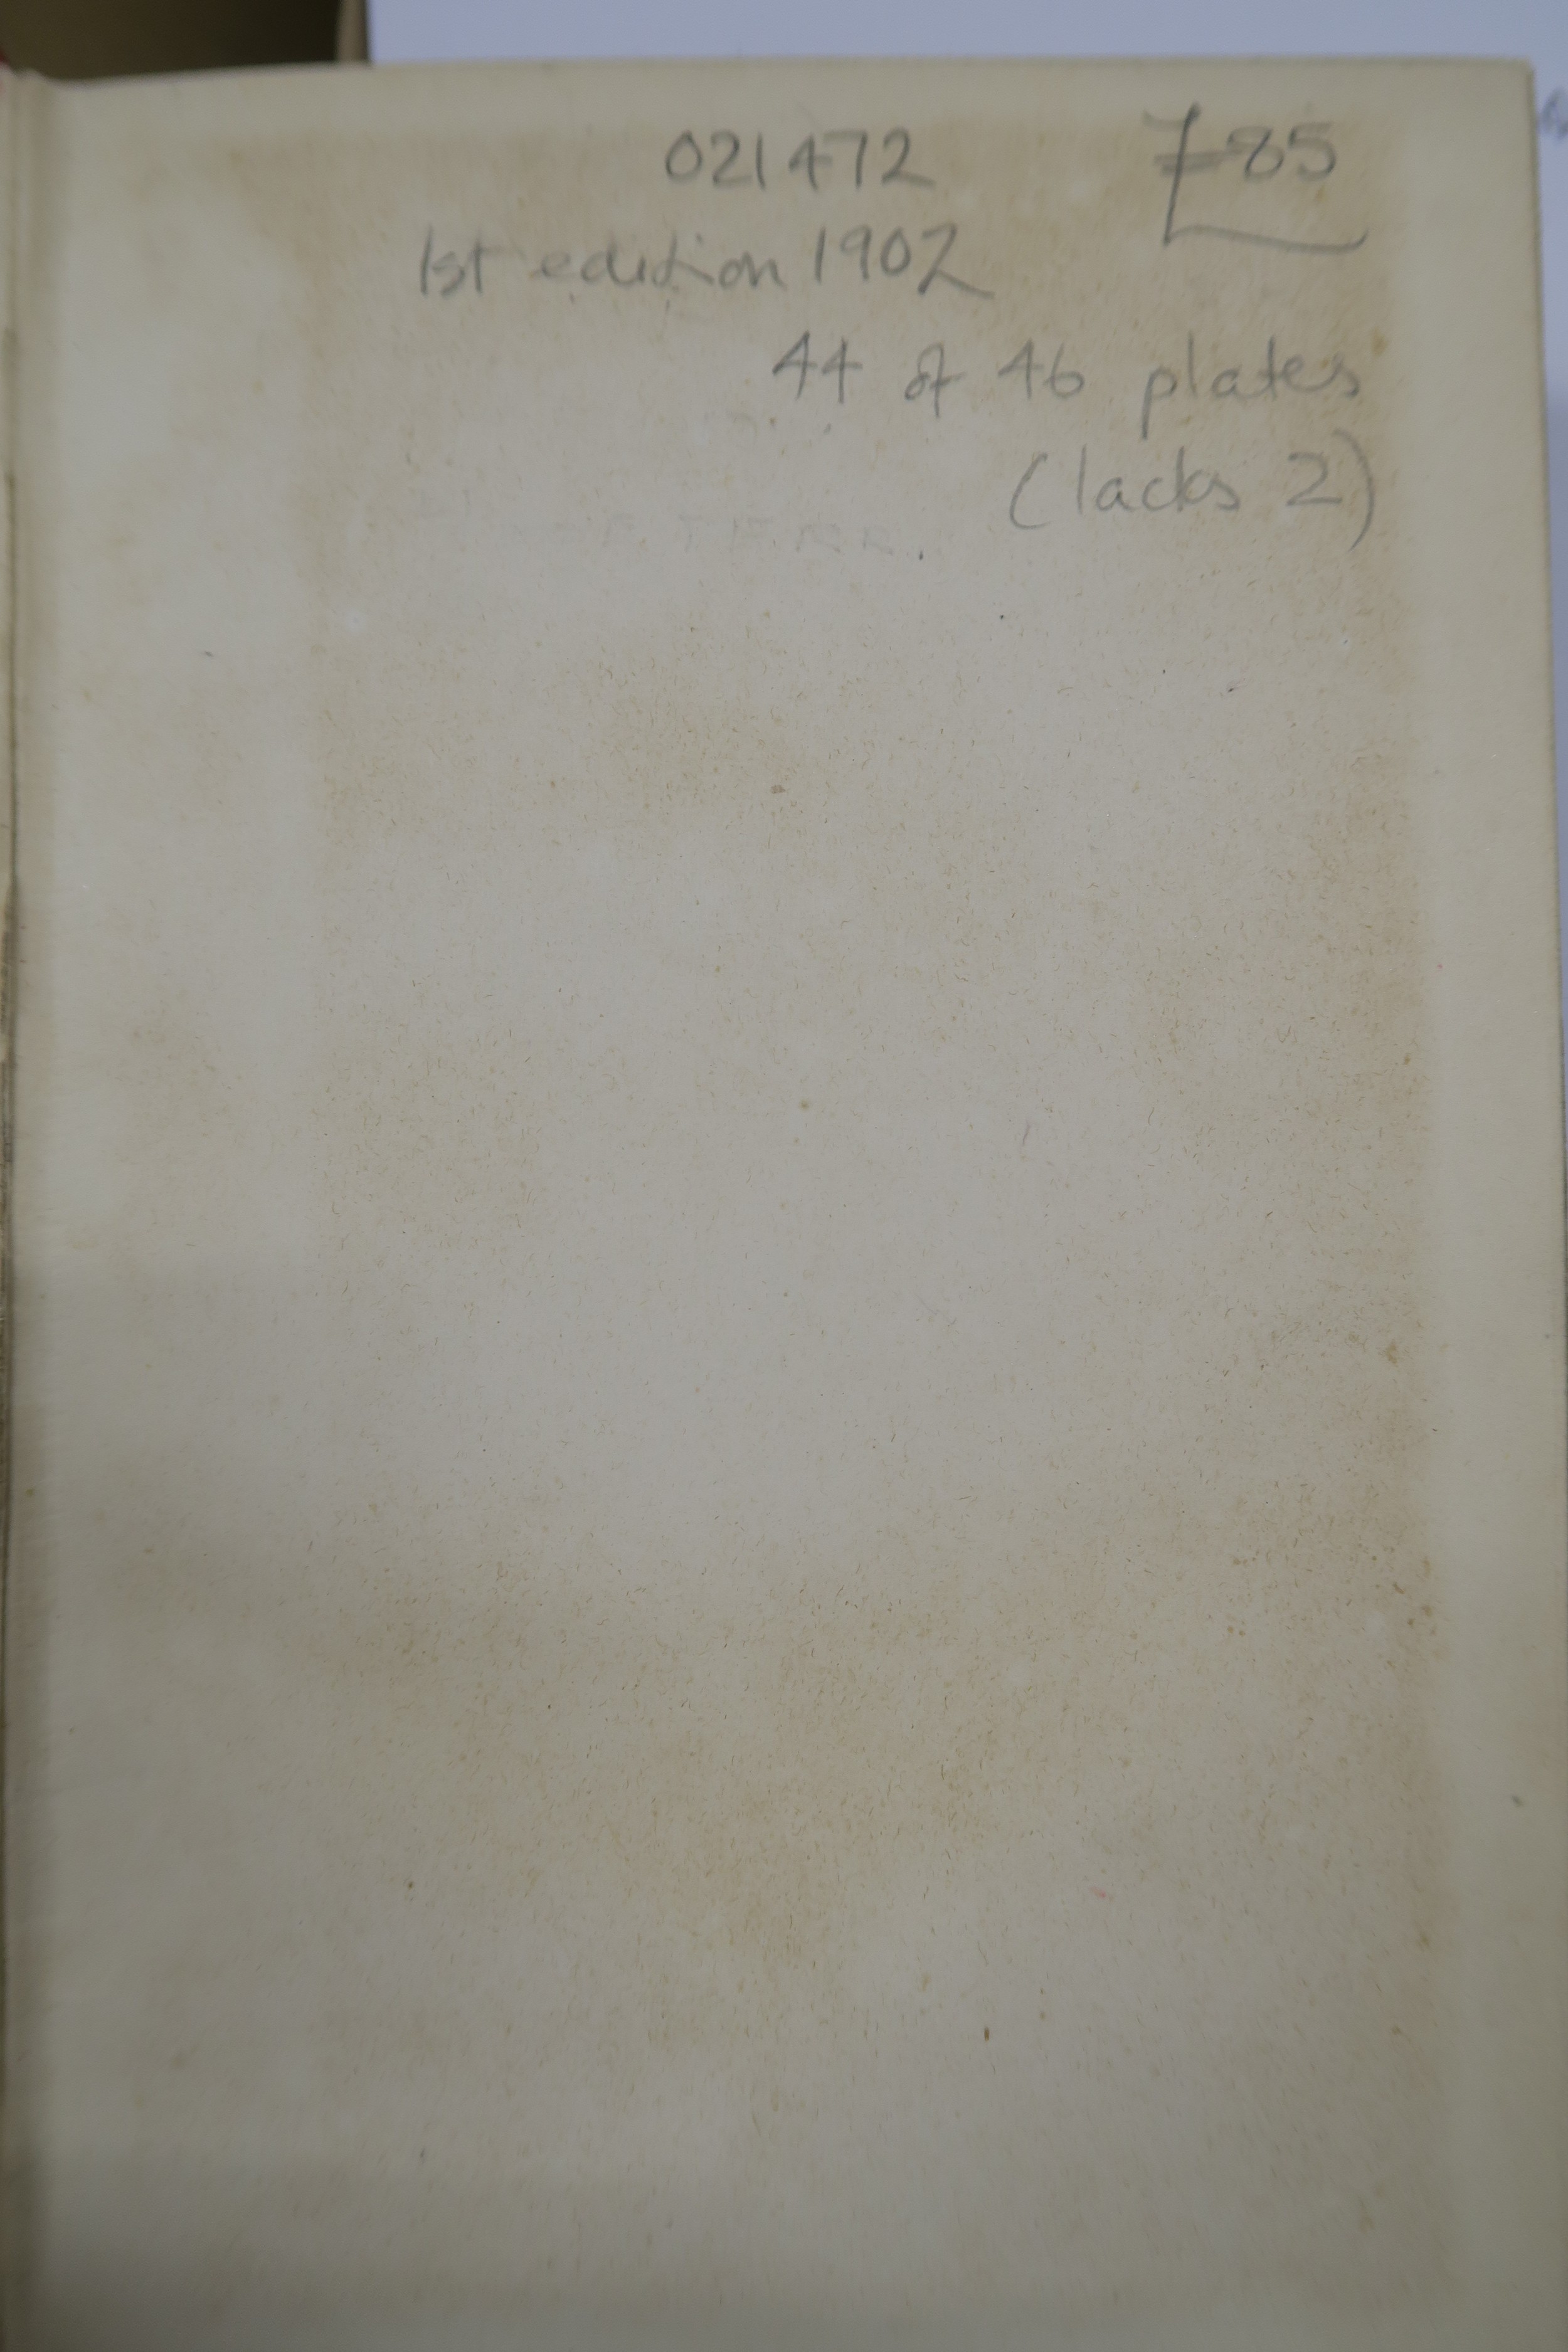 021472 £85
1st edition 1902
44 of 46 plates
(lacks 2)